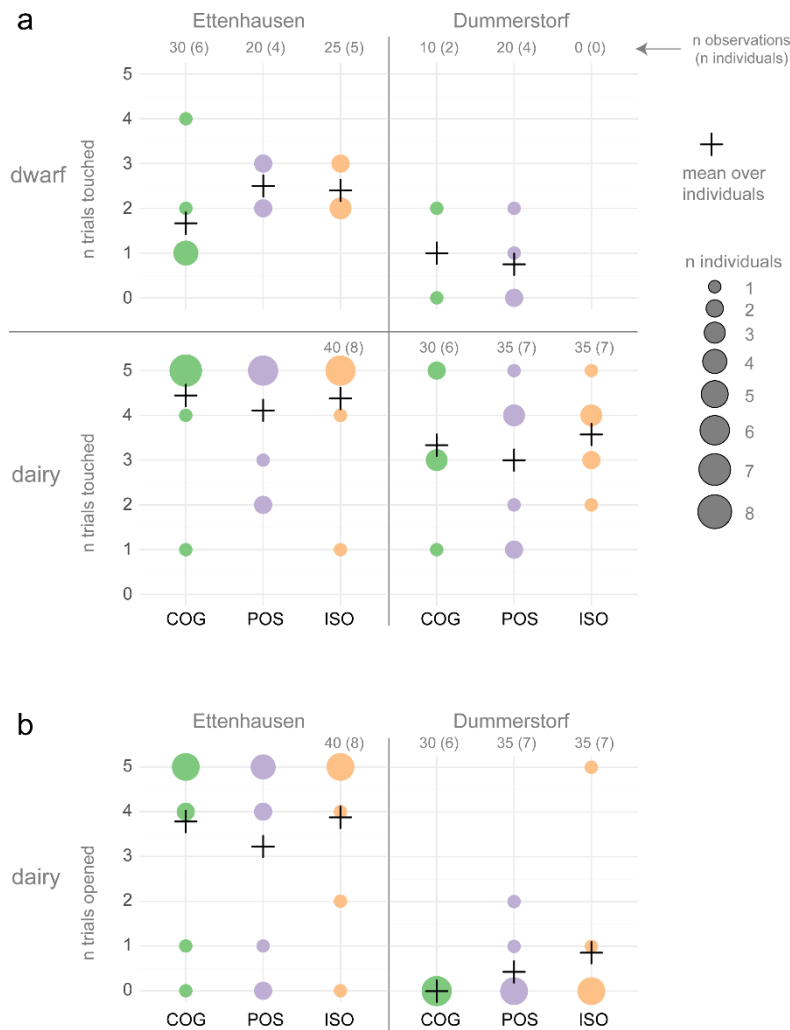 a
Ettenhausen
Dummerstorf
30 (6)
20 (4)
25 (5)
10 (2)
20 (4)
0 (0)
n observations
(n individuals)
dwarf
n trials touched
5
4
3
2
1
0
mean over
individuals
n individuals
1
2
3
4
5
6
7
8
40 (8)
30 (6)
35 (7)
35 (7)
dairy
n trials touched
5
4
3
2
1
0
COG
POS
ISO
COG
POS
ISO
b
Ettenhausen
Dummerstorf
40 (8)
30 (6)
35 (7)
35 (7)
dairy
n trials opened
5
4
3
2
1
0
COG
POS
ISO
COG
POS
ISO